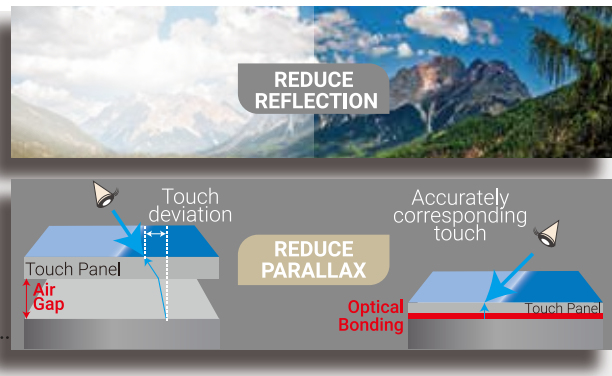 REDUCE
REFLECTION
Touch
deviation
Touch Panel
Air
Gap
REDUCE
PARALLAX
Accurately
corresponding
touch
Optical
Bonding
Touch Panel
..